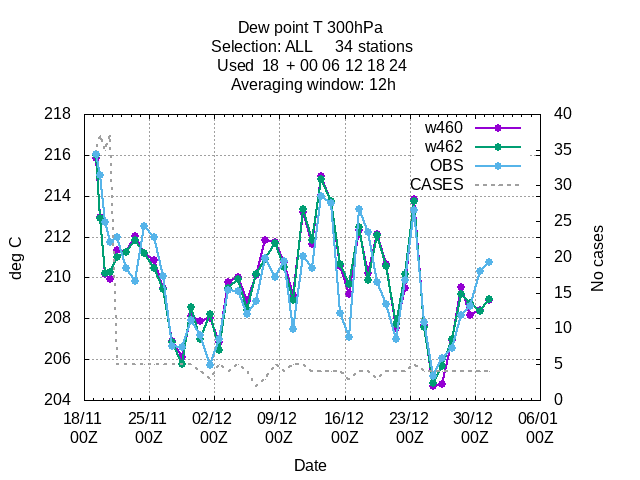 Dew point T 300hPa
Selection: ALL 34 stations
Used 18 + 00 06 12 18 24
Averaging window: 12h
218 40
w460
w462
OBS
CASES
216 35
214 30
212 25
210 20
208 15
206 10
204 5
0
deg C
No cases
18/11 25/11 02/12 09/12 16/12 23/12 30/12 06/01
00Z 00Z 00Z 00Z 00Z 00Z 00Z 00Z
Date